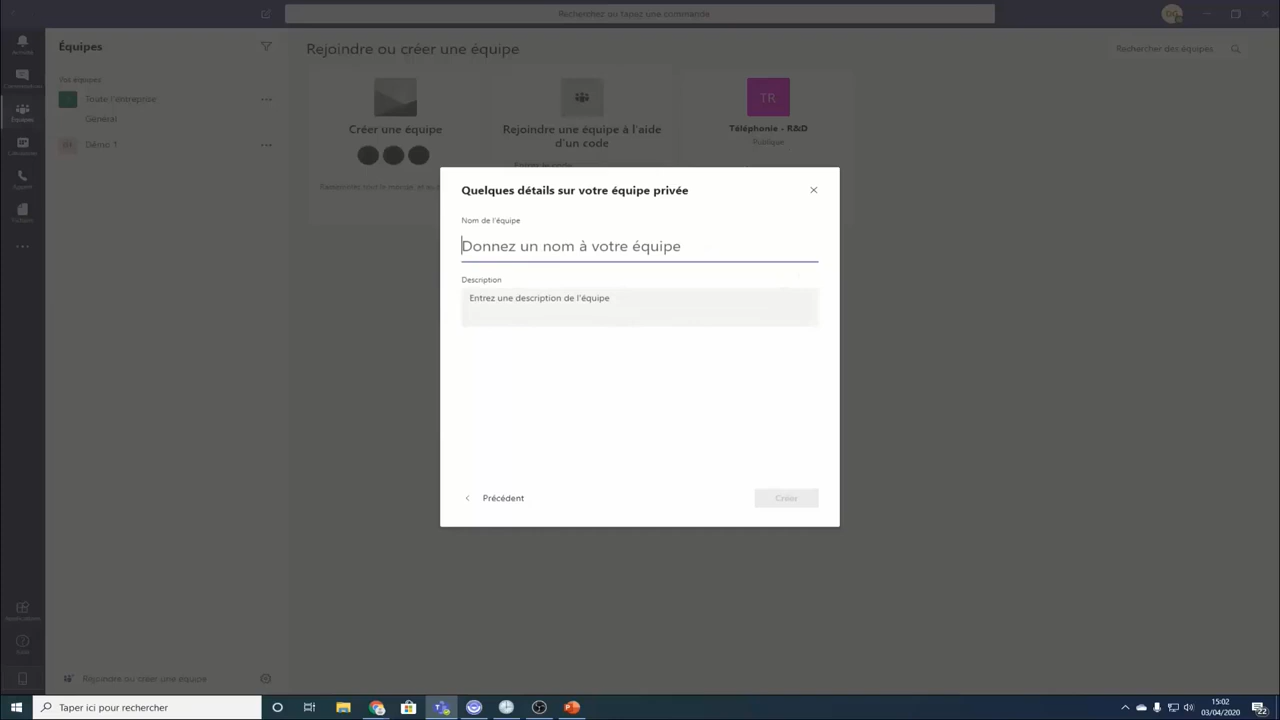 Recherchez ou tapez une commande
Équipes
Rejoindre ou créer une équipe
Rechercher des équipes
Vos équipes
Toute l'entreprise
Général
Démo 1
Créer une équipe
Rejoindre une équipe à l'aide
d'un code
TR
Téléphonie - R&D
Publique
Quelques détails sur votre équipe privée
Nom de l'équipe
Donnez un nom à votre équipe
Description
Entrez une description de l'équipe
Précédent
Créer
Équipes
Rejoindre ou créer une équipe
Taper ici pour rechercher
15:02
03/04/2020
22